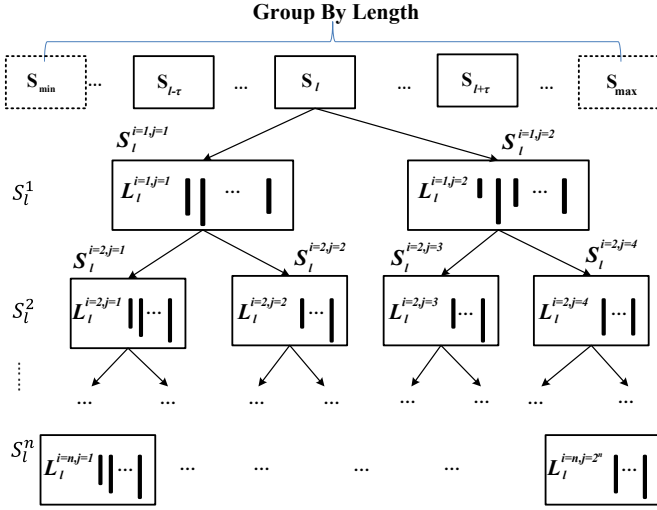 Group By Length
S_min ... S_{l-τ} ... S_l ... S_{l+τ} ... S_max
S_l^{i=1,j=1} S_l^{i=1,j=2}
S_l^1 L_l^{i=1,j=1} ... L_l^{i=1,j=2} ...
S_l^{i=2,j=1} S_l^{i=2,j=2} S_l^{i=2,j=3} S_l^{i=2,j=4}
S_l^2 L_l^{i=2,j=1} ... L_l^{i=2,j=2} ... L_l^{i=2,j=3} ... L_l^{i=2,j=4} ...
... ... ... ... ... ... ... ...
S_l^n L_l^{i=n,j=1} ... ... ... ... ... L_l^{i=n,j=2^n} ...